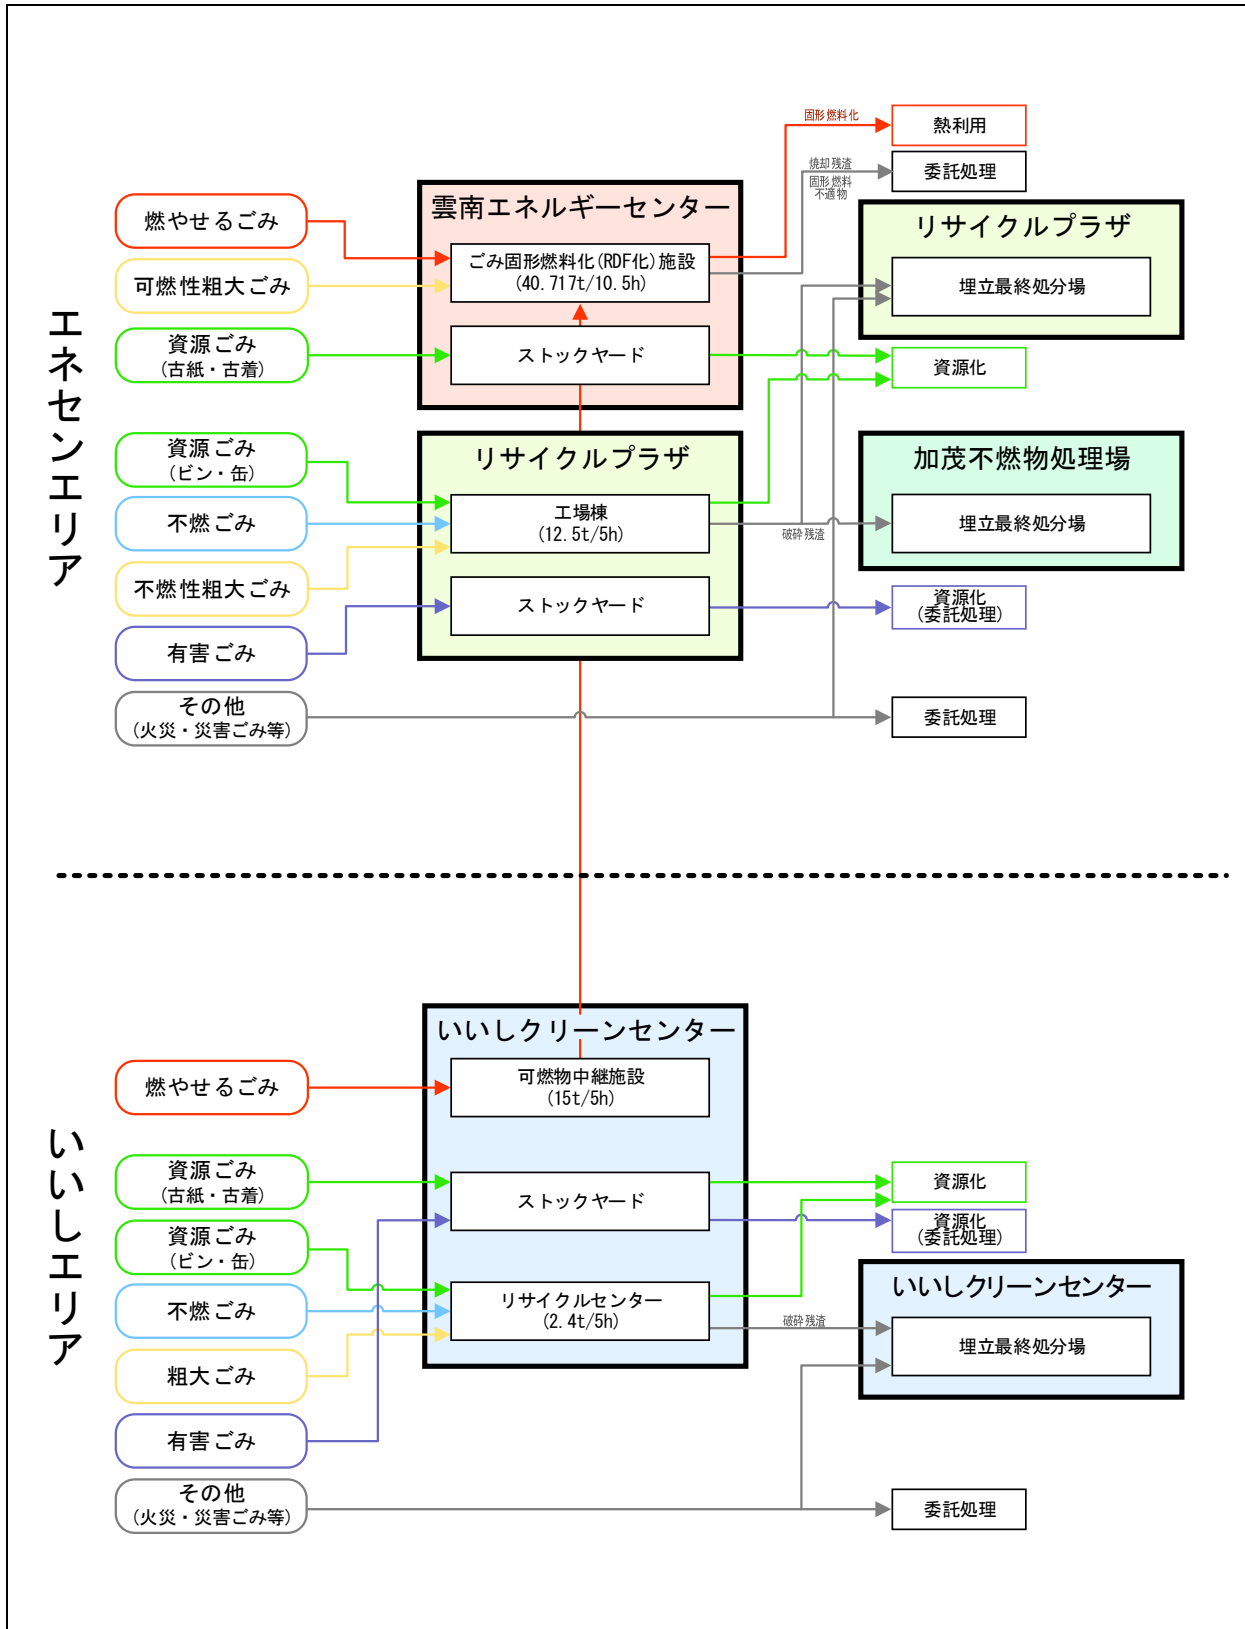 エネセンエリア
燃やせるごみ
可燃性粗大ごみ
資源ごみ
(古紙・古着)
資源ごみ
(ビン・缶)
不燃ごみ
不燃性粗大ごみ
有害ごみ
その他
(火災・災害ごみ等)
雲南エネルギーセンター
ごみ固形燃料化(RDF化)施設
(40.717t/10.5h)
ストックヤード
リサイクルプラザ
工場棟
(12.5t/5h)
ストックヤード
固形燃料化
焼却残渣
固形燃料
不適物
破砕残渣
熱利用
委託処理
リサイクルプラザ
埋立最終処分場
資源化
加茂不燃物処理場
埋立最終処分場
資源化
(委託処理)
委託処理
いいしエリア
燃やせるごみ
資源ごみ
(古紙・古着)
資源ごみ
(ビン・缶)
不燃ごみ
粗大ごみ
有害ごみ
その他
(火災・災害ごみ等)
いいしクリーンセンター
可燃物中継施設
(15t/5h)
ストックヤード
リサイクルセンター
(2.4t/5h)
破砕残渣
資源化
資源化
(委託処理)
いいしクリーンセンター
埋立最終処分場
委託処理